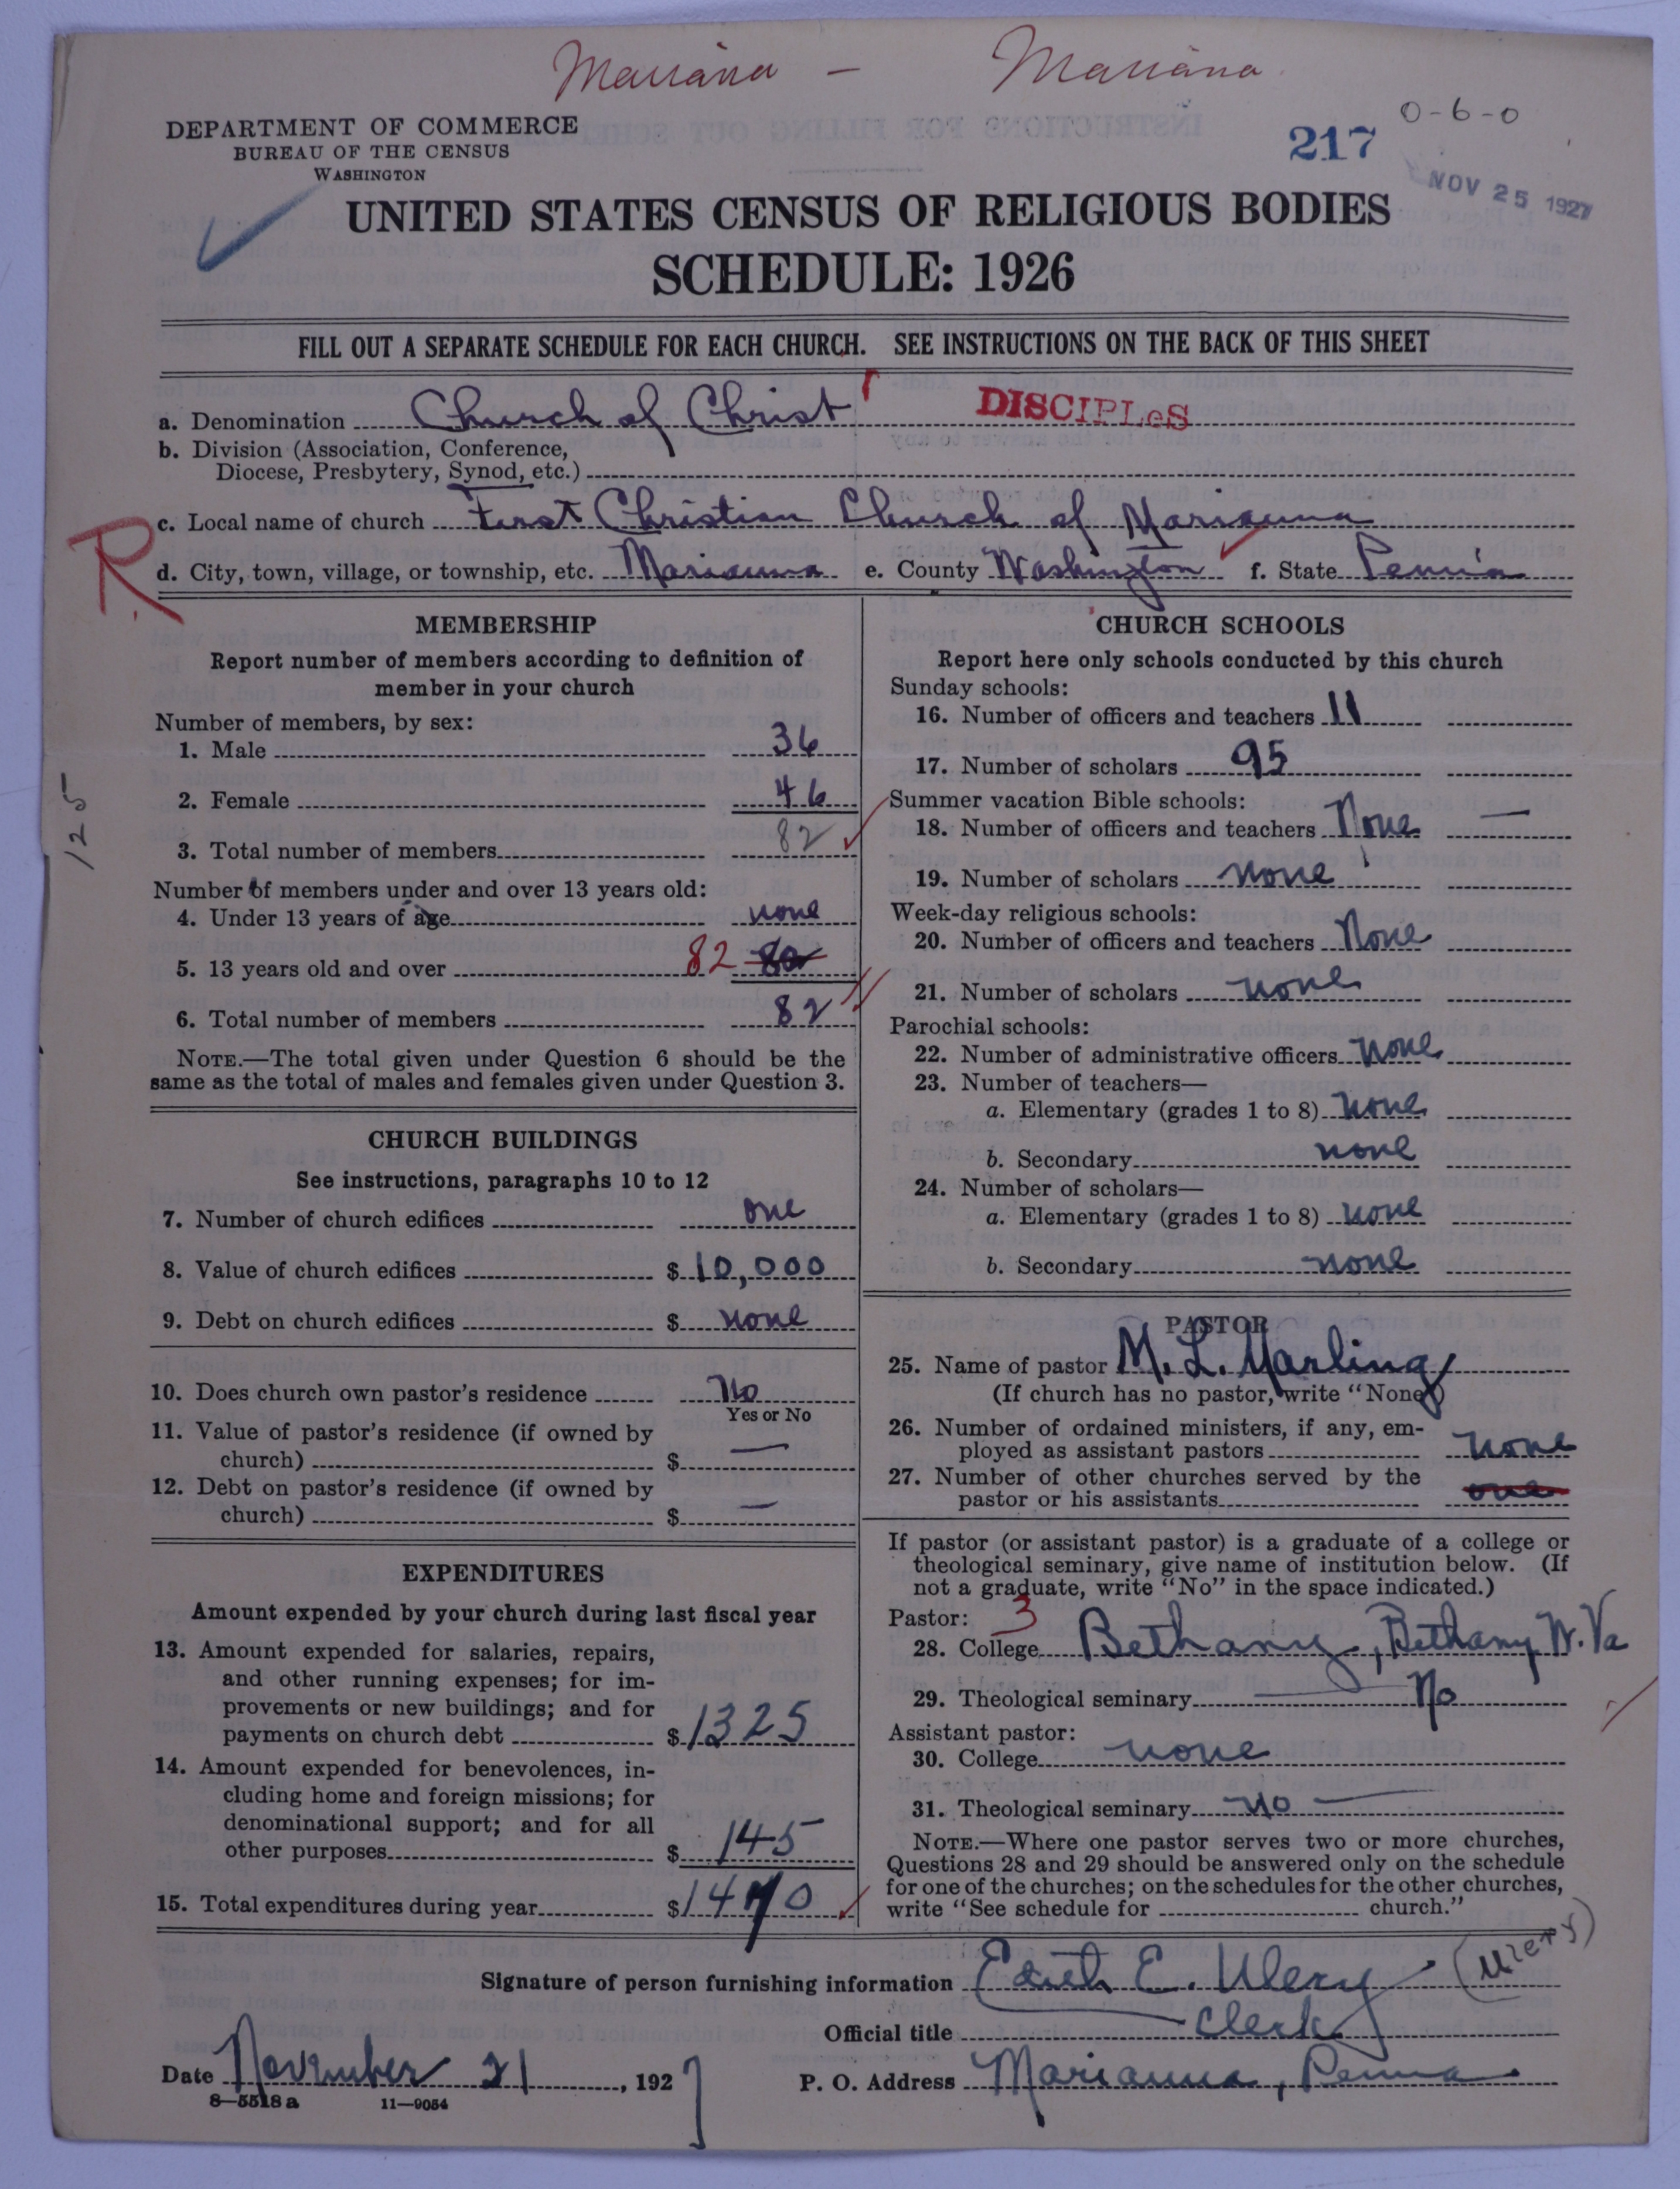 Mariana — Mariana
0-6-0
DEPARTMENT OF COMMERCE
BUREAU OF THE CENSUS
WASHINGTON
217
NOV 25 1927
UNITED STATES CENSUS OF RELIGIOUS BODIES
SCHEDULE: 1926
FILL OUT A SEPARATE SCHEDULE FOR EACH CHURCH. SEE INSTRUCTIONS ON THE BACK OF THIS SHEET
a. Denomination Church of Christ DISCIPLeS
b. Division (Association, Conference,
Diocese, Presbytery, Synod, etc.)
c. Local name of church First Christian Church of Marianna
R
d. City, town, village, or township, etc. Marianna e. County Washington f. State Penn'a
MEMBERSHIP
Report number of members according to definition of
member in your church
Number of members, by sex:
1. Male 36
2. Female 46
3. Total number of members 82
125
Number of members under and over 13 years old:
4. Under 13 years of age none
5. 13 years old and over 82 80
6. Total number of members 82
NOTE.—The total given under Question 6 should be the
same as the total of males and females given under Question 3.
CHURCH BUILDINGS
See instructions, paragraphs 10 to 12
7. Number of church edifices one
8. Value of church edifices $10,000
9. Debt on church edifices $ none
10. Does church own pastor's residence No
Yes or No
11. Value of pastor's residence (if owned by
church) $ —
12. Debt on pastor's residence (if owned by
church) $ —
EXPENDITURES
Amount expended by your church during last fiscal year
13. Amount expended for salaries, repairs,
and other running expenses; for im-
provements or new buildings; and for
payments on church debt $1325
14. Amount expended for benevolences, in-
cluding home and foreign missions; for
denominational support; and for all
other purposes $ 145
15. Total expenditures during year $1470
CHURCH SCHOOLS
Report here only schools conducted by this church
Sunday schools:
16. Number of officers and teachers 11
17. Number of scholars 95
Summer vacation Bible schools:
18. Number of officers and teachers None —
19. Number of scholars none
Week-day religious schools:
20. Number of officers and teachers None
21. Number of scholars none
Parochial schools:
22. Number of administrative officers none
23. Number of teachers—
a. Elementary (grades 1 to 8) none
b. Secondary none
24. Number of scholars—
a. Elementary (grades 1 to 8) none
b. Secondary none
PASTOR
25. Name of pastor M. L. Marling
(If church has no pastor, write "None")
26. Number of ordained ministers, if any, em-
ployed as assistant pastors none
27. Number of other churches served by the
pastor or his assistants one
If pastor (or assistant pastor) is a graduate of a college or
theological seminary, give name of institution below. (If
not a graduate, write "No" in the space indicated.)
Pastor: 3
28. College Bethany, Bethany, W. Va
29. Theological seminary — No
Assistant pastor:
30. College none
31. Theological seminary no —
NOTE.—Where one pastor serves two or more churches,
Questions 28 and 29 should be answered only on the schedule
for one of the churches; on the schedules for the other churches,
write "See schedule for church."
Signature of person furnishing information Edith E. Ulery
Official title Clerk
Date November 21, 1927 P. O. Address Marianna, Penna
8—5518a 11—9054